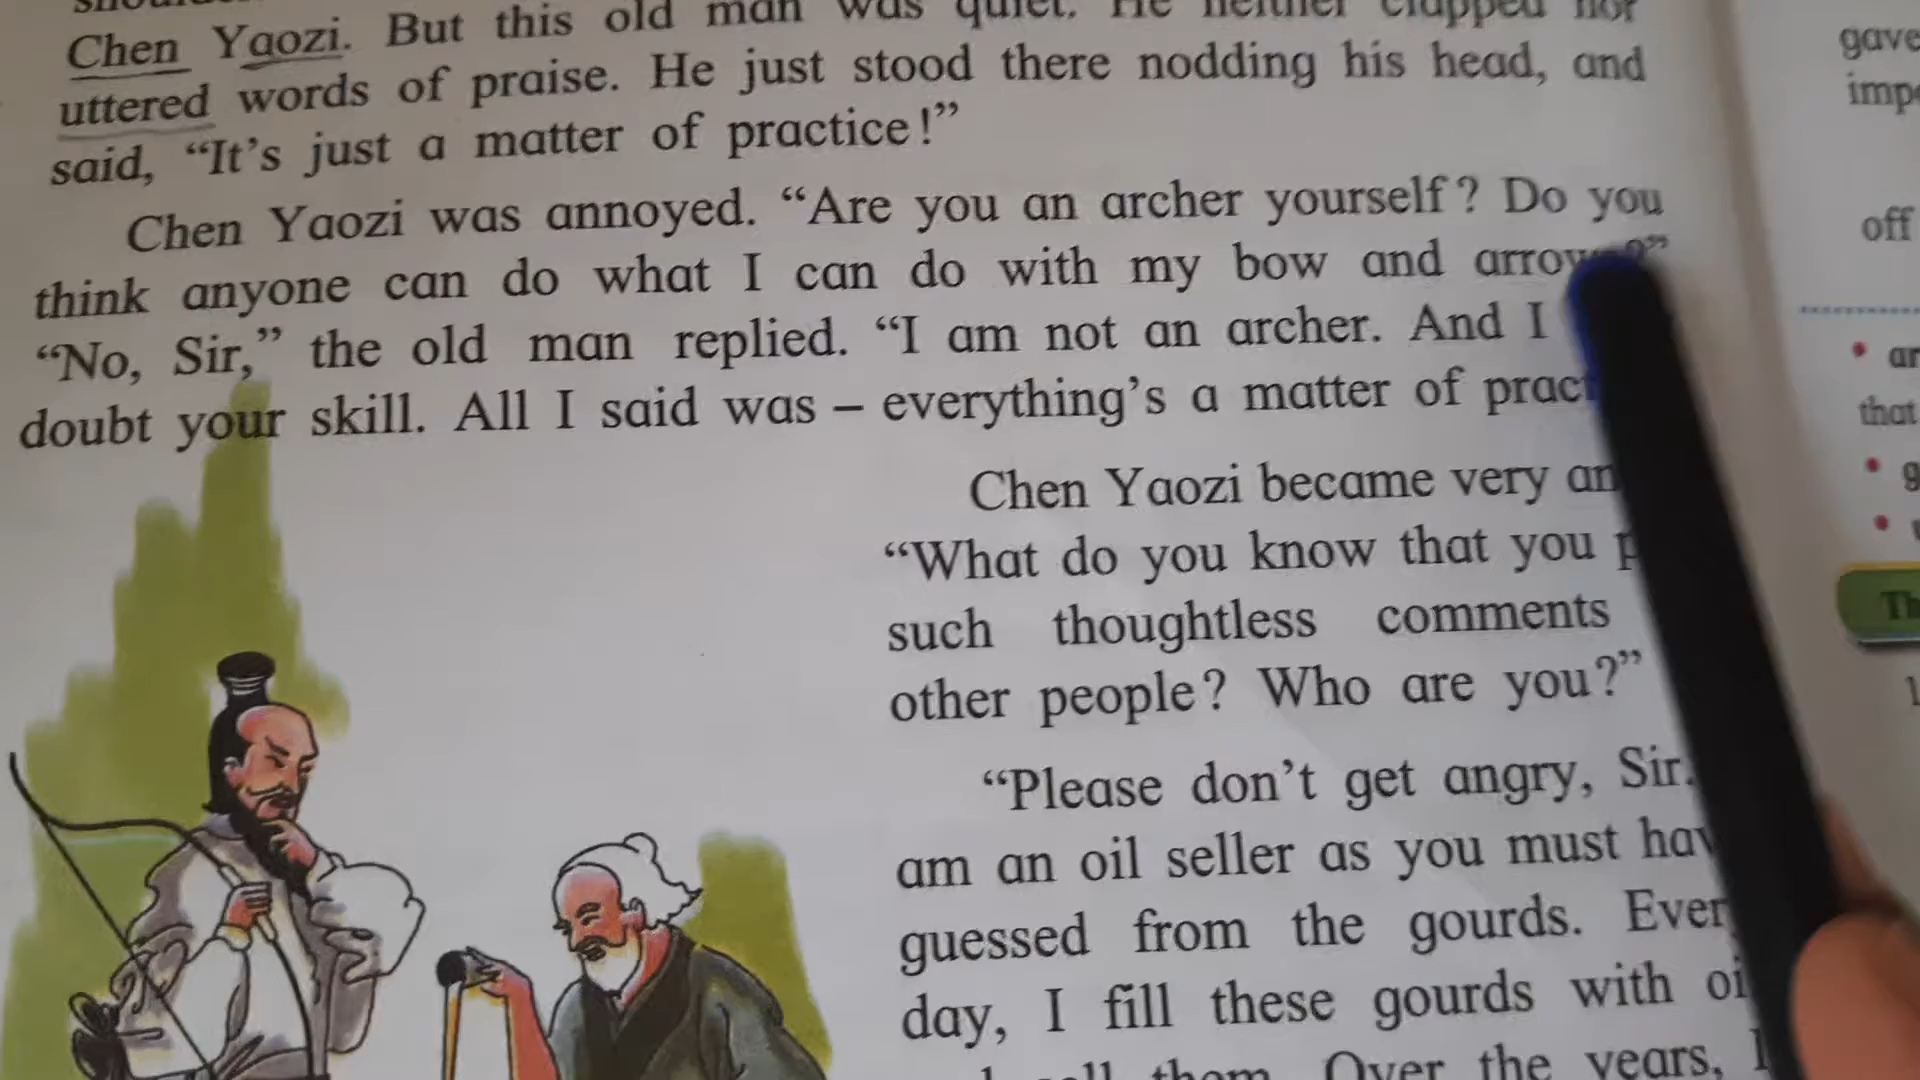 Chen Yaozi. But this old man was quiet. He neither clapped nor
uttered words of praise. He just stood there nodding his head, and
said, “It’s just a matter of practice!”
Chen Yaozi was annoyed. “Are you an archer yourself? Do you
think anyone can do what I can do with my bow and
“No, Sir,” the old man replied. “I am not an archer. And I
doubt your skill. All I said was – everything’s a matter of
Chen Yaozi became very
“What do you know that you
such thoughtless comments
other people? Who are you?”
“Please don’t get angry, Sir.
am an oil seller as you must
guessed from the gourds.
day, I fill these gourds with
them. Over the years,
gave
off
that